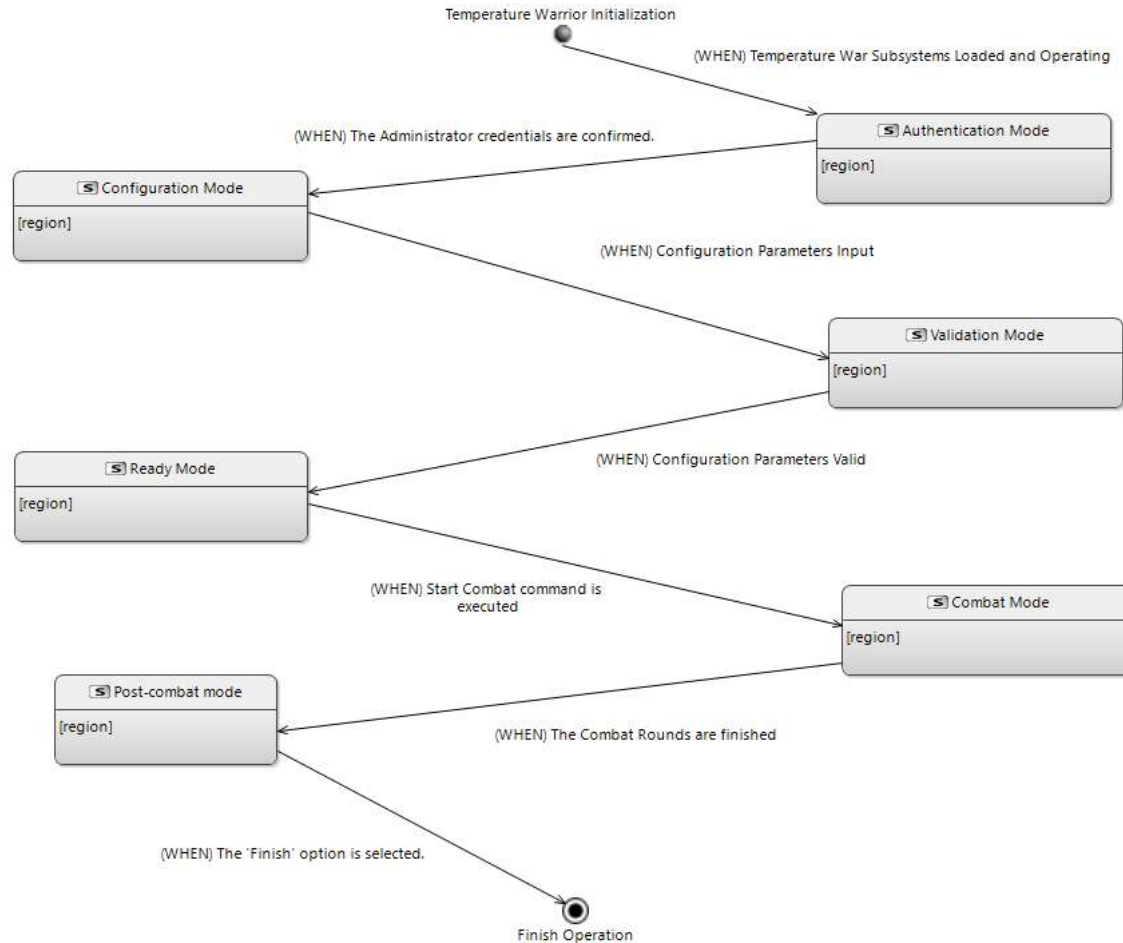 Temperature Warrior Initialization
(WHEN) Temperature War Subsystems Loaded and Operating
S Authentication Mode
[region]
(WHEN) The Administrator credentials are confirmed.
S Configuration Mode
[region]
(WHEN) Configuration Parameters Input
S Validation Mode
[region]
(WHEN) Configuration Parameters Valid
S Ready Mode
[region]
(WHEN) Start Combat command is
executed
S Combat Mode
[region]
(WHEN) The Combat Rounds are finished
S Post-combat mode
[region]
(WHEN) The 'Finish' option is selected.
Finish Operation